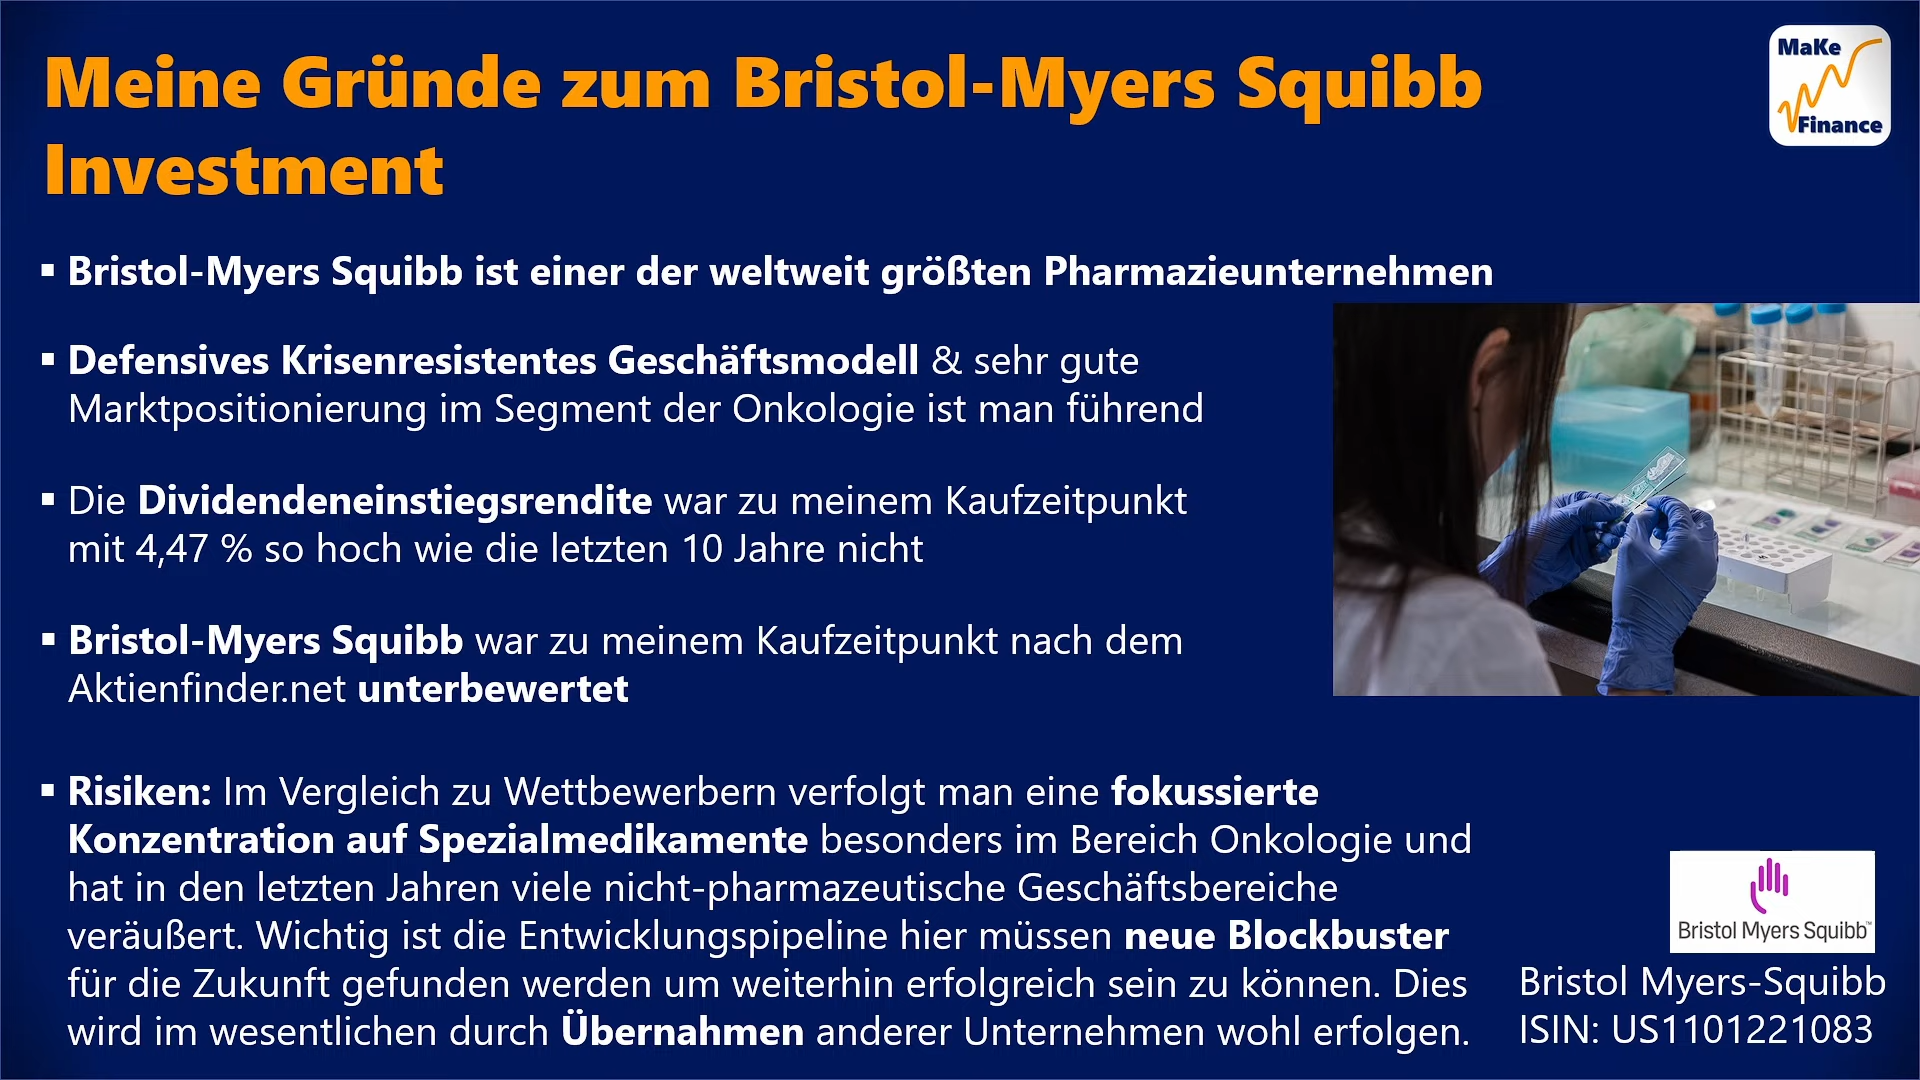 Meine Gründe zum Bristol-Myers Squibb
Investment
MaKe
Finance
▪ Bristol-Myers Squibb ist einer der weltweit größten Pharmazieunternehmen
▪ Defensives Krisenresistentes Geschäftsmodell & sehr gute
Marktpositionierung im Segment der Onkologie ist man führend
▪ Die Dividendeneinstiegsrendite war zu meinem Kaufzeitpunkt
mit 4,47 % so hoch wie die letzten 10 Jahre nicht
▪ Bristol-Myers Squibb war zu meinem Kaufzeitpunkt nach dem
Aktienfinder.net unterbewertet
▪ Risiken: Im Vergleich zu Wettbewerbern verfolgt man eine fokussierte
Konzentration auf Spezialmedikamente besonders im Bereich Onkologie und
hat in den letzten Jahren viele nicht-pharmazeutische Geschäftsbereiche
veräußert. Wichtig ist die Entwicklungspipeline hier müssen neue Blockbuster
für die Zukunft gefunden werden um weiterhin erfolgreich sein zu können. Dies
wird im wesentlichen durch Übernahmen anderer Unternehmen wohl erfolgen.
Bristol Myers Squibb™
Bristol Myers-Squibb
ISIN: US1101221083